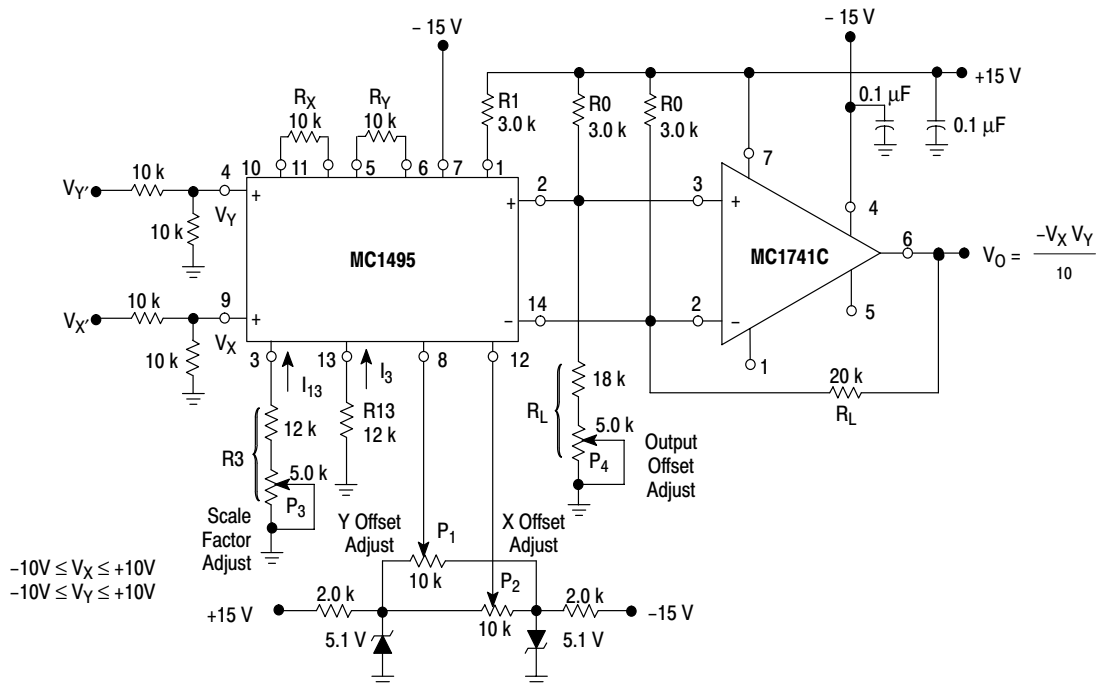 – 15 V
– 15 V
+15 V
R1
3.0 k
R0
3.0 k
R0
3.0 k
0.1 μF
0.1 μF
RX
10 k
RY
10 k
10
11
5
6
7
1
7
4
VY'
10 k
4
+
VY
10 k
2
+
3
+
MC1495
MC1741C
6
VO = –VX VY
10
5
VX'
10 k
9
+
VX
10 k
14
–
2
–
1
3
13
8
12
I13
I3
18 k
RL
5.0 k
P4
20 k
RL
R13
12 k
12 k
R3
5.0 k
P3
Output
Offset
Adjust
Scale
Factor
Adjust
Y Offset
Adjust
P1
10 k
X Offset
Adjust
P2
10 k
–10V ≤ VX ≤ +10V
–10V ≤ VY ≤ +10V
+15 V
2.0 k
2.0 k
–15 V
5.1 V
5.1 V